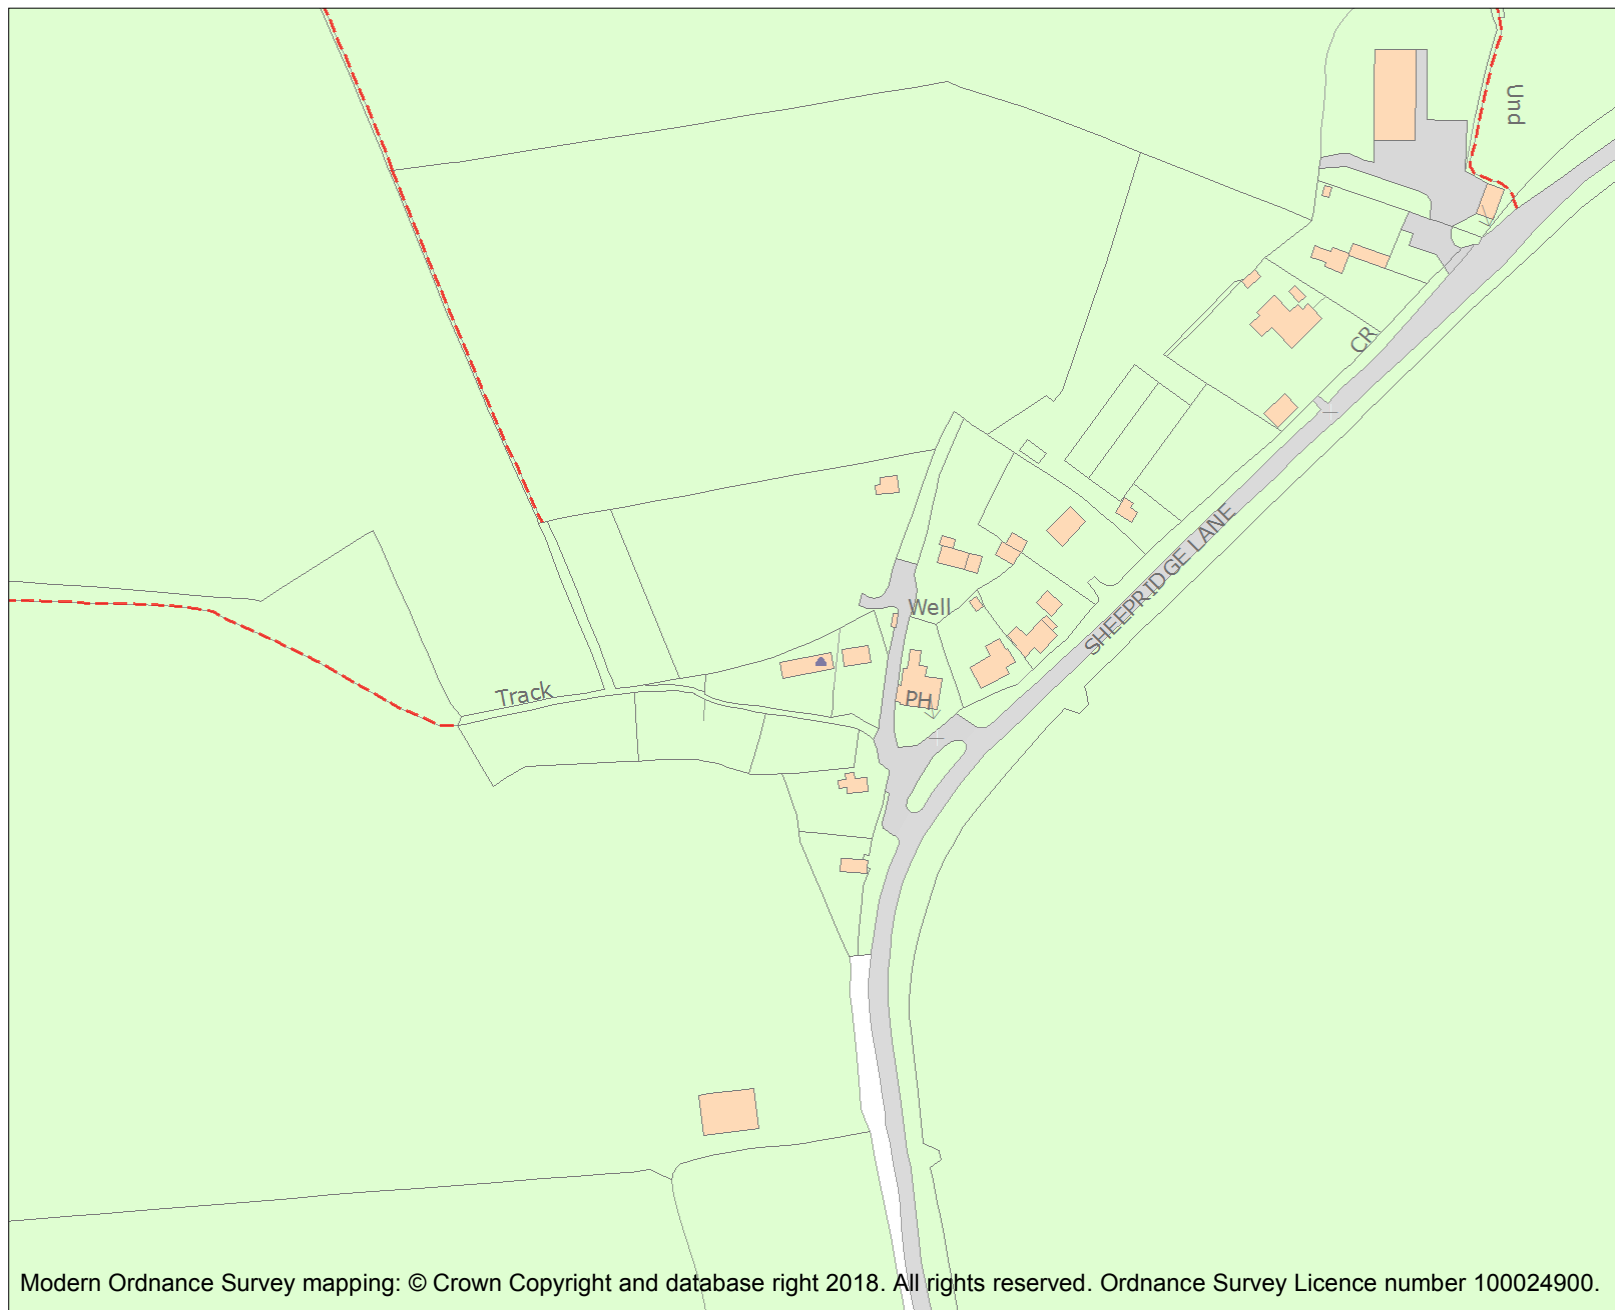 Und
CR
SHEEPRIDGE LANE
Well
Track
PH
Modern Ordnance Survey mapping: © Crown Copyright and database right 2018. All rights reserved. Ordnance Survey Licence number 100024900.